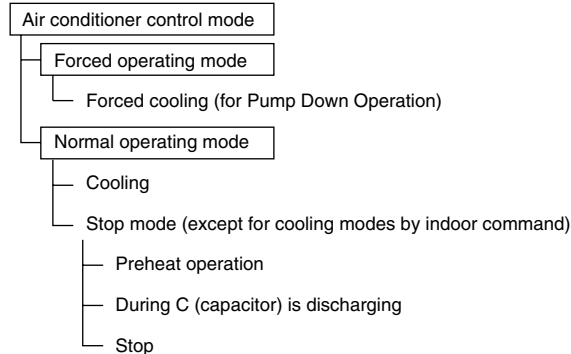 Air conditioner control mode
Forced operating mode
Forced cooling (for Pump Down Operation)
Normal operating mode
Cooling
Stop mode (except for cooling modes by indoor command)
Preheat operation
During C (capacitor) is discharging
Stop